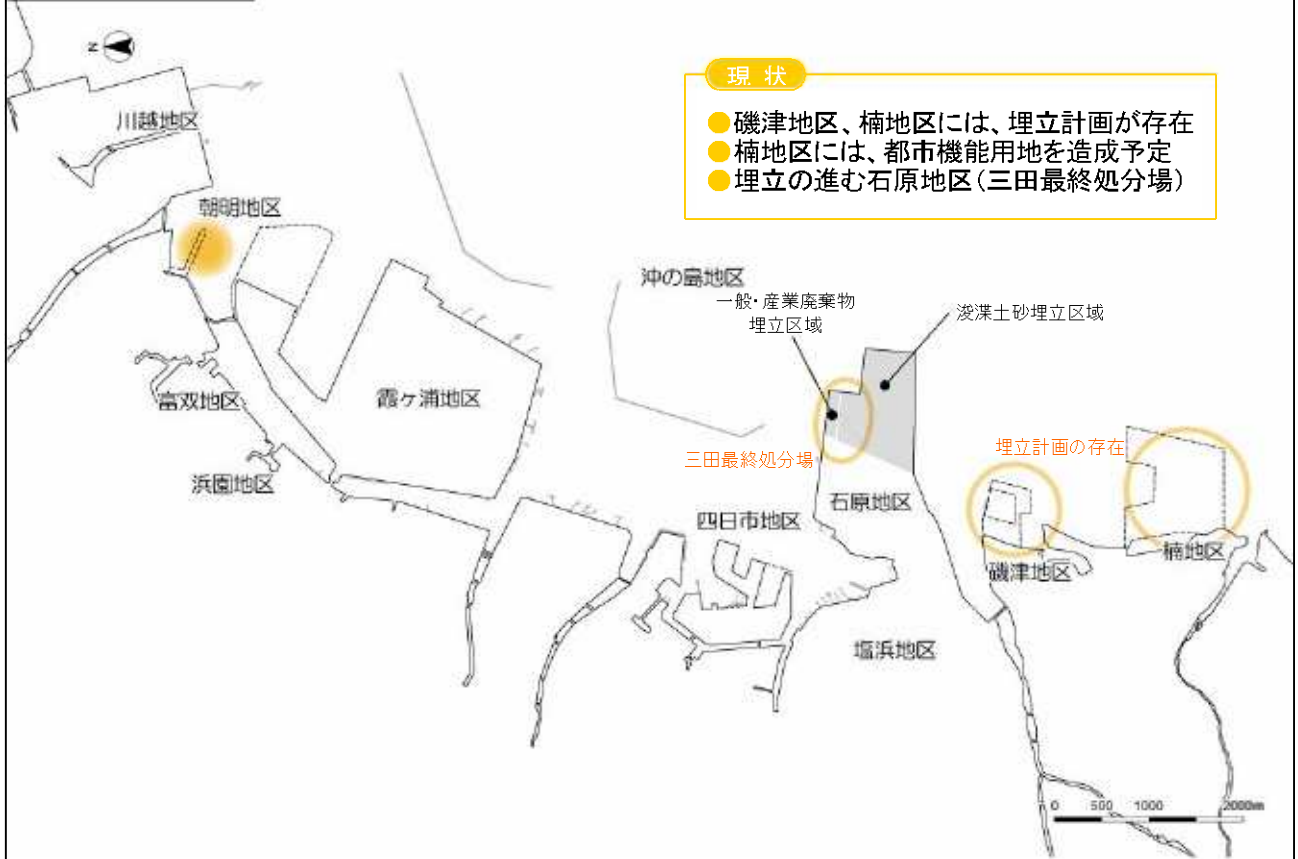 N
現 状
●磯津地区、楠地区には、埋立計画が存在
●楠地区には、都市機能用地を造成予定
●埋立の進む石原地区(三田最終処分場)
川越地区
朝明地区
沖の島地区
一般・産業廃棄物
埋立区域
浚渫土砂埋立区域
富双地区
霞ヶ浦地区
浜園地区
三田最終処分場
埋立計画の存在
四日市地区
石原地区
楠地区
磯津地区
塩浜地区
0 500 1000 2000m